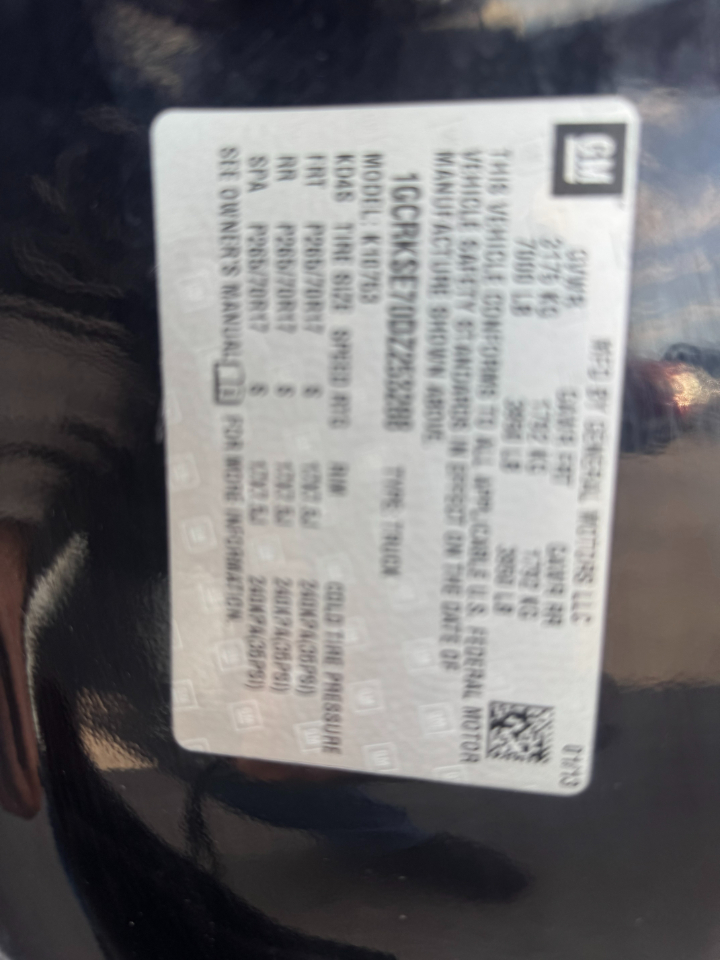 GM
MFD BY GENERAL MOTORS LLC 01/13
GVWR GAWR FRT GAWR RR
3175 KG 1792 KG 1792 KG
7000 LB 3950 LB 3950 LB
THIS VEHICLE CONFORMS TO ALL APPLICABLE U.S. FEDERAL MOTOR
VEHICLE SAFETY STANDARDS IN EFFECT ON THE DATE OF
MANUFACTURE SHOWN ABOVE.
1GCRKSE70DZ253288 TYPE: TRUCK
MODEL: K10753
TIRE SIZE SPEED RTG RIM COLD TIRE PRESSURE
FRT P265/70R17 S 17X7.5J 240KPA(35PSI)
RR P265/70R17 S 17X7.5J 240KPA(35PSI)
SPA P265/70R17 S 17X7.5J 240KPA(35PSI)
SEE OWNER'S MANUAL FOR MORE INFORMATION.